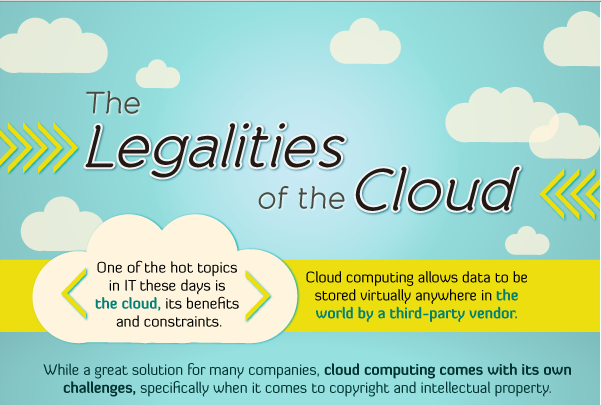 The
Legalities
of the Cloud
One of the hot topics
in IT these days is
the cloud, its benefits
and constraints.
Cloud computing allows data to be
stored virtually anywhere in the
world by a third-party vendor.
While a great solution for many companies, cloud computing comes with its own
challenges, specifically when it comes to copyright and intellectual property.